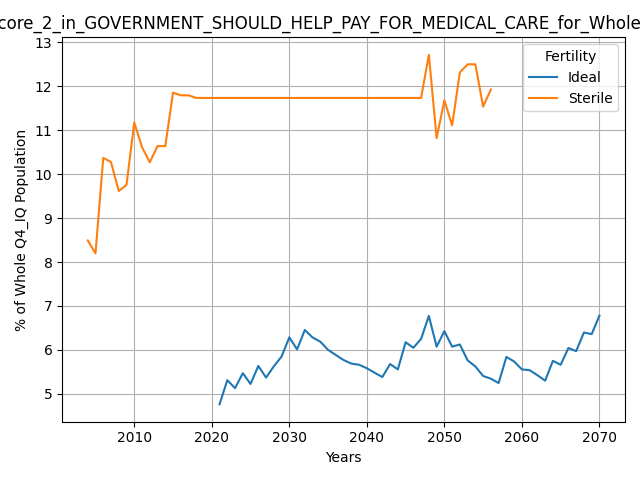 core_2_in_GOVERNMENT_SHOULD_HELP_PAY_FOR_MEDICAL_CARE_for_Whole
13
12
11
10
9
8
7
6
5
% of Whole Q4_IQ Population
Fertility
Ideal
Sterile
2010 2020 2030 2040 2050 2060 2070
Years